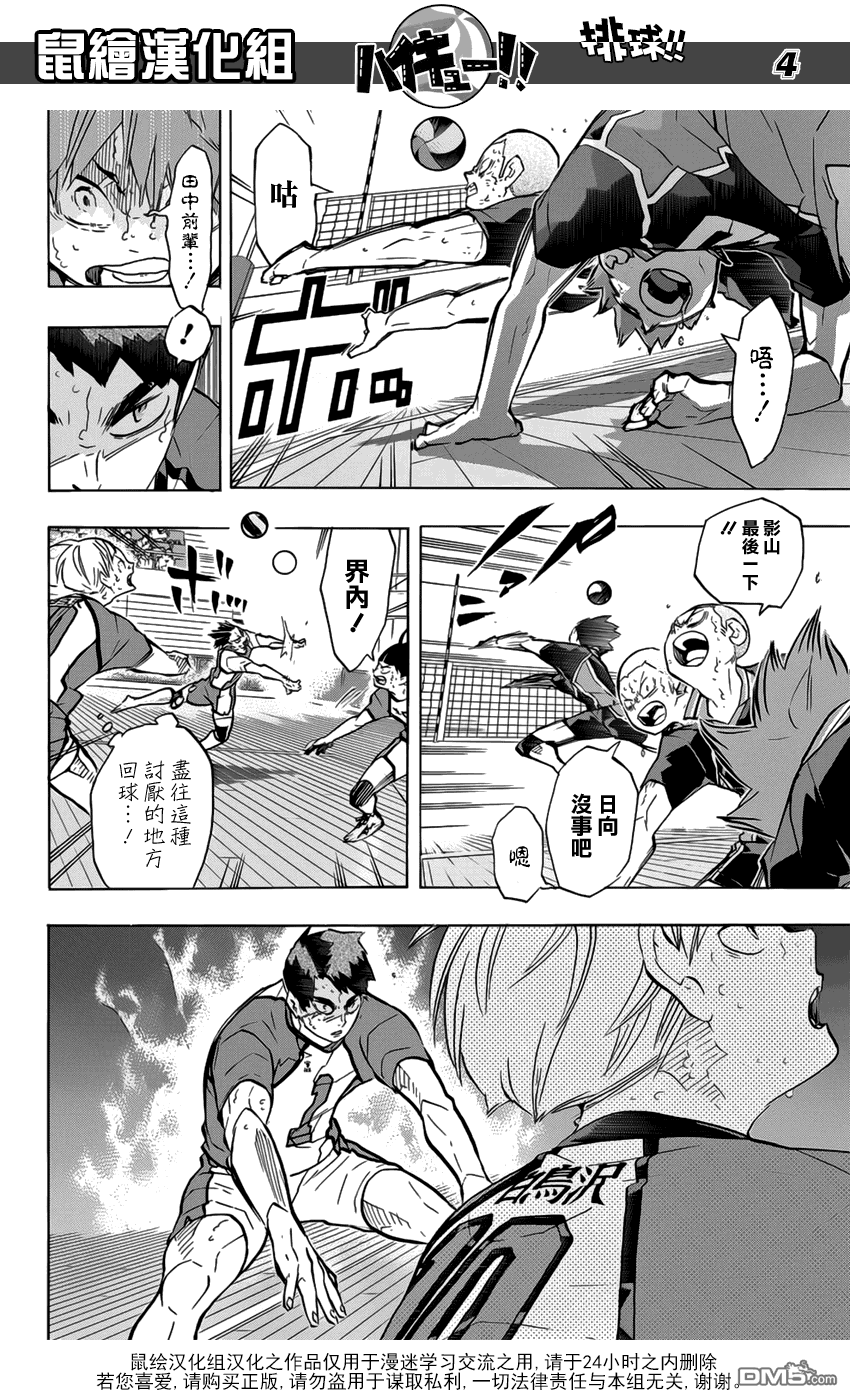 鼠繪漢化組
ハイキュー!!
排球!!
4
咕
唔…!
田中前輩…!
!
影山
最後一下
!!
日向
沒事吧
嗯
界內!
盡往這種
討厭的地方
回球…!
1
白鳥沢
10
鼠绘汉化组汉化之作品仅用于漫迷学习交流之用, 请于24小时之内删除
若您喜爱, 请购买正版, 请勿盗用于谋取私利, 一切法律责任与本组无关, 谢谢。
DM5.com